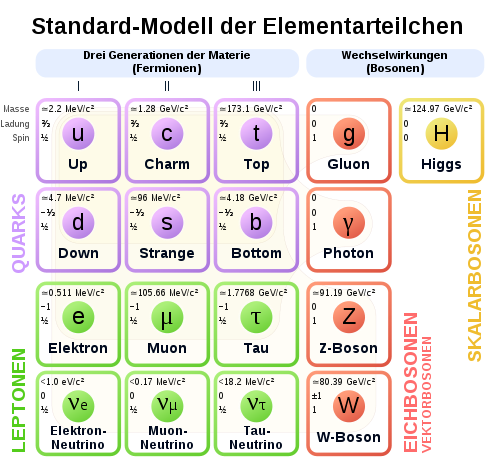 Standard-Modell der Elementarteilchen
Drei Generationen der Materie
(Fermionen)
Wechselwirkungen
(Bosonen)
I II III
Masse ≃2.2 MeV/c² ≃1.28 GeV/c² ≃173.1 GeV/c² 0 ≃124.97 GeV/c²
Ladung ⅔ ⅔ ⅔ 0 0
Spin ½ ½ ½ 1 0
u c t g H
Up Charm Top Gluon Higgs
≃4.7 MeV/c² ≃96 MeV/c² ≃4.18 GeV/c² 0
−⅓ −⅓ −⅓ 0
½ ½ ½ 1
d s b γ
Down Strange Bottom Photon
≃0.511 MeV/c² ≃105.66 MeV/c² ≃1.7768 GeV/c² ≃91.19 GeV/c²
−1 −1 −1 0
½ ½ ½ 1
e μ τ Z
Elektron Muon Tau Z-Boson
<1.0 eV/c² <0.17 MeV/c² <18.2 MeV/c² ≃80.39 GeV/c²
0 0 0 ±1
½ ½ ½ 1
νe νμ ντ W
Elektron-Neutrino Muon-Neutrino Tau-Neutrino W-Boson
QUARKS
LEPTONEN
EICHBOSONEN
VEKTORBOSONEN
SKALARBOSONEN